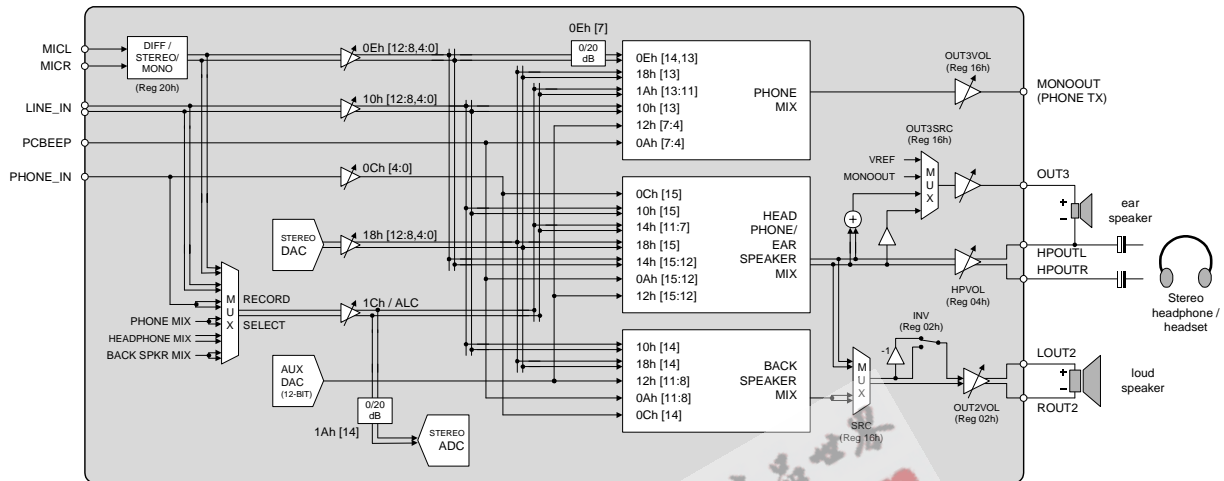 0Eh [7]
MICL
MICR
DIFF /
STEREO/
MONO
(Reg 20h)
0Eh [12:8,4:0]
0/20
dB
0Eh [14,13]
18h [13]
1Ah [13:11]
10h [13]
12h [7:4]
0Ah [7:4]
PHONE
MIX
OUT3VOL
(Reg 16h)
MONOOUT
(PHONE TX)
LINE_IN
10h [12:8,4:0]
PCBEEP
PHONE_IN
0Ch [4:0]
OUT3SRC
(Reg 16h)
VREF
MONOOUT
M
U
X
OUT3
+
−
ear
speaker
0Ch [15]
10h [15]
14h [11:7]
18h [15]
14h [15:12]
0Ah [15:12]
12h [15:12]
HEAD
PHONE/
EAR
SPEAKER
MIX
+
STEREO
DAC
18h [12:8,4:0]
HPOUTL
HPOUTR
HPVOL
(Reg 04h)
Stereo
headphone /
headset
M
U
X
RECORD
SELECT
1Ch / ALC
PHONE MIX
HEADPHONE MIX
BACK SPKR MIX
10h [14]
18h [14]
12h [11:8]
0Ah [11:8]
0Ch [14]
BACK
SPEAKER
MIX
INV
(Reg 02h)
-1
M
U
X
SRC
(Reg 16h)
OUT2VOL
(Reg 02h)
LOUT2
+
−
ROUT2
loud
speaker
AUX
DAC
(12-BIT)
0/20
dB
1Ah [14]
STEREO
ADC